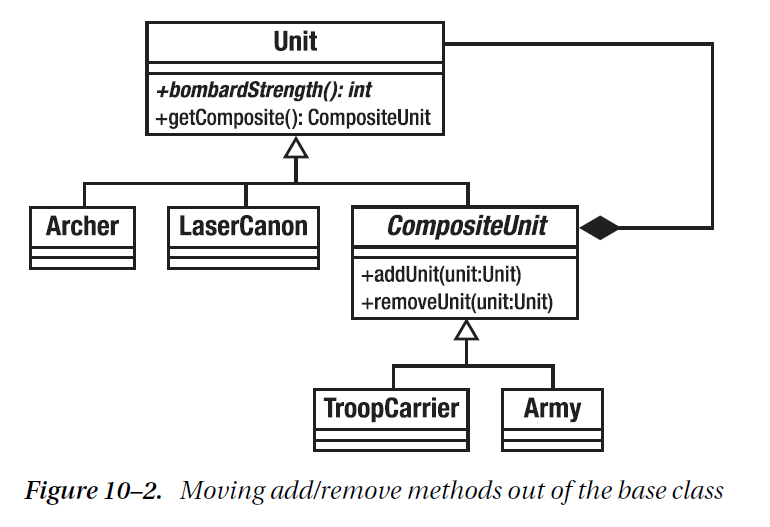 Unit
+bombardStrength(): int
+getComposite(): CompositeUnit
Archer
LaserCanon
CompositeUnit
+addUnit(unit:Unit)
+removeUnit(unit:Unit)
TroopCarrier
Army
Figure 10–2. Moving add/remove methods out of the base class